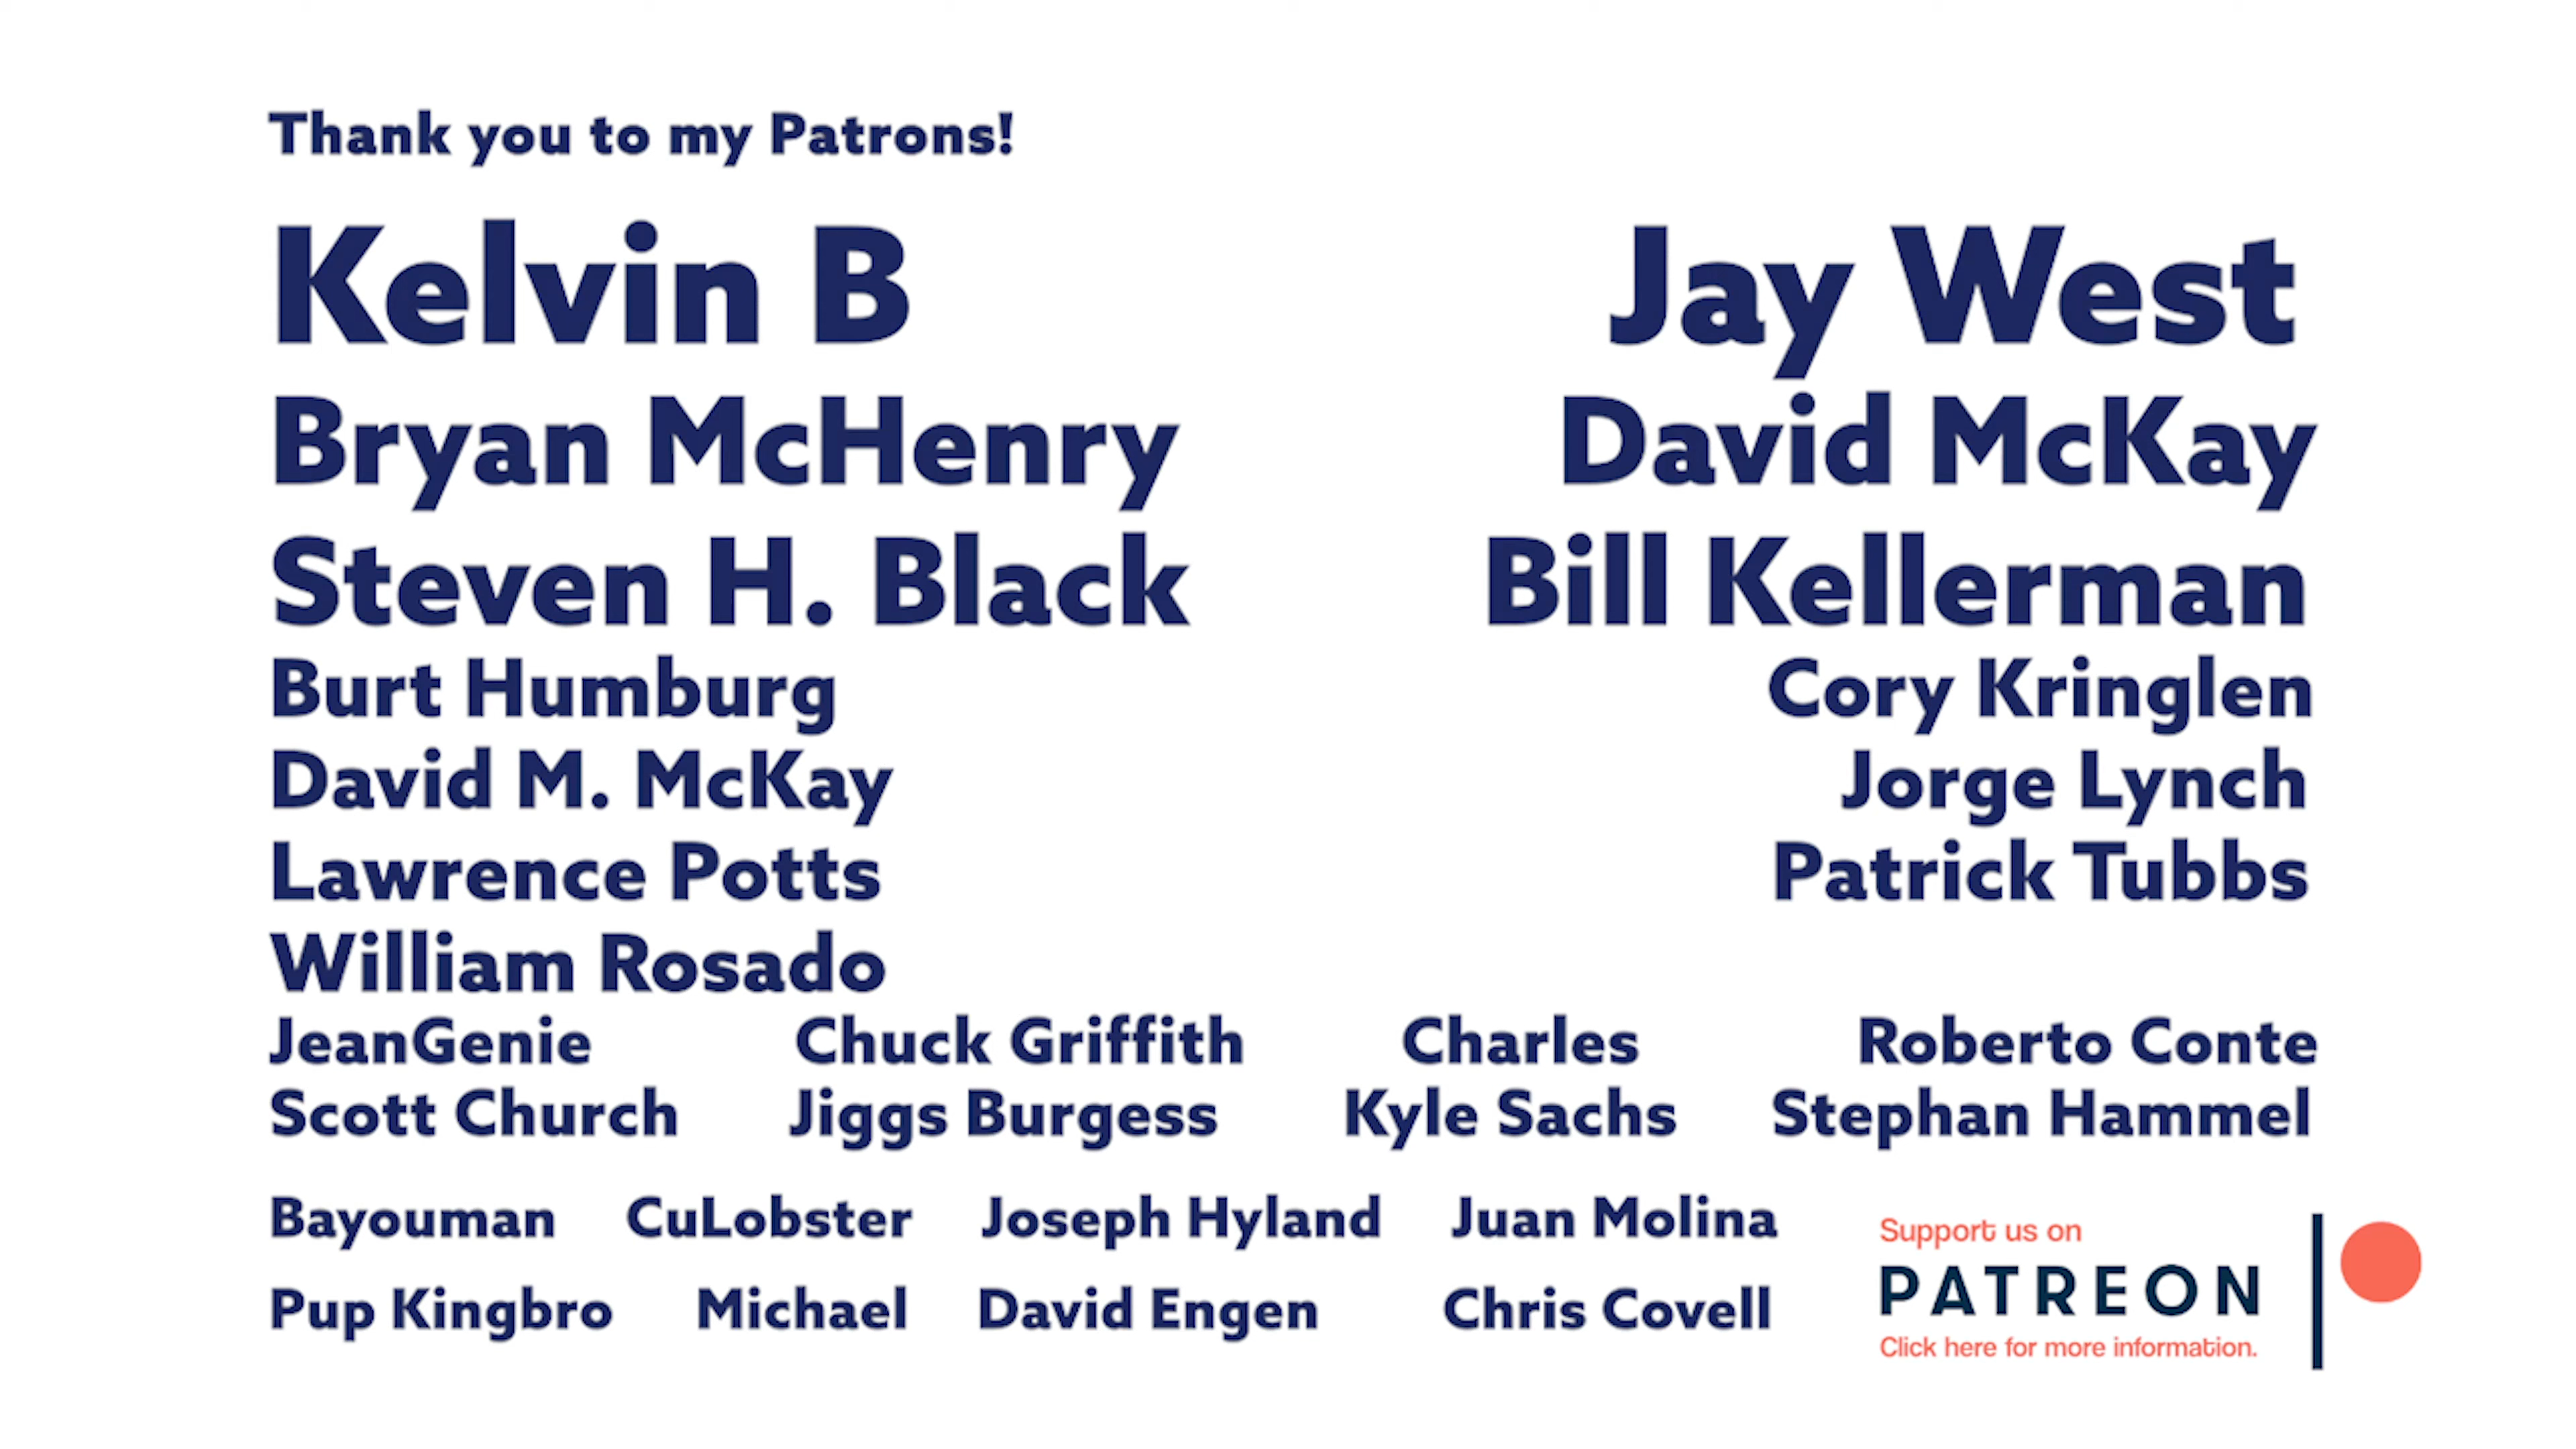 Thank you to my Patrons!
Kelvin B Jay West
Bryan McHenry David McKay
Steven H. Black Bill Kellerman
Burt Humburg Cory Kringlen
David M. McKay Jorge Lynch
Lawrence Potts Patrick Tubbs
William Rosado
JeanGenie Chuck Griffith Charles Roberto Conte
Scott Church Jiggs Burgess Kyle Sachs Stephan Hammel
Bayouman CuLobster Joseph Hyland Juan Molina
Pup Kingbro Michael David Engen Chris Covell
Support us on
PATREON
Click here for more information.